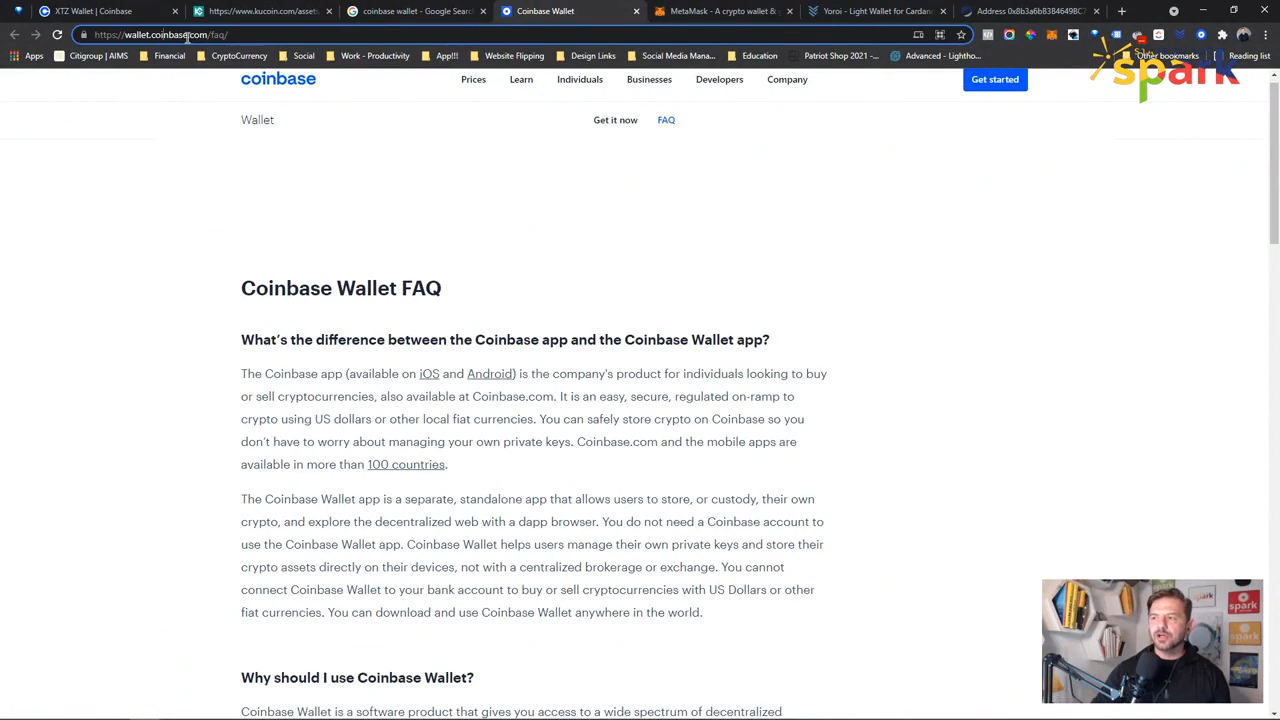 XTZ Wallet | Coinbase
https://www.kucoin.com/asset
coinbase wallet - Google Search
Coinbase Wallet
MetaMask - A crypto wallet &
Yoroi - Light Wallet for Cardano
Address 0x8b3a6b8384649BC7
https://wallet.coinbase.com/faq/
Apps
Citigroup | AIMS
Financial
CryptoCurrency
Social
Work - Productivity
App!!!
Website Flipping
Design Links
Social Media Mana...
Education
Patriot Shop 2021 -...
Advanced - Lightho...
Other bookmarks
Reading list
spark
coinbase
Prices
Learn
Individuals
Businesses
Developers
Company
Get started
Wallet
Get it now
FAQ
Coinbase Wallet FAQ
What's the difference between the Coinbase app and the Coinbase Wallet app?
The Coinbase app (available on iOS and Android) is the company's product for individuals looking to buy
or sell cryptocurrencies, also available at Coinbase.com. It is an easy, secure, regulated on-ramp to
crypto using US dollars or other local fiat currencies. You can safely store crypto on Coinbase so you
don't have to worry about managing your own private keys. Coinbase.com and the mobile apps are
available in more than 100 countries.
The Coinbase Wallet app is a separate, standalone app that allows users to store, or custody, their own
crypto, and explore the decentralized web with a dapp browser. You do not need a Coinbase account to
use the Coinbase Wallet app. Coinbase Wallet helps users manage their own private keys and store their
crypto assets directly on their devices, not with a centralized brokerage or exchange. You cannot
connect Coinbase Wallet to your bank account to buy or sell cryptocurrencies with US Dollars or other
fiat currencies. You can download and use Coinbase Wallet anywhere in the world.
Why should I use Coinbase Wallet?
Coinbase Wallet is a software product that gives you access to a wide spectrum of decentralized
spark
spark